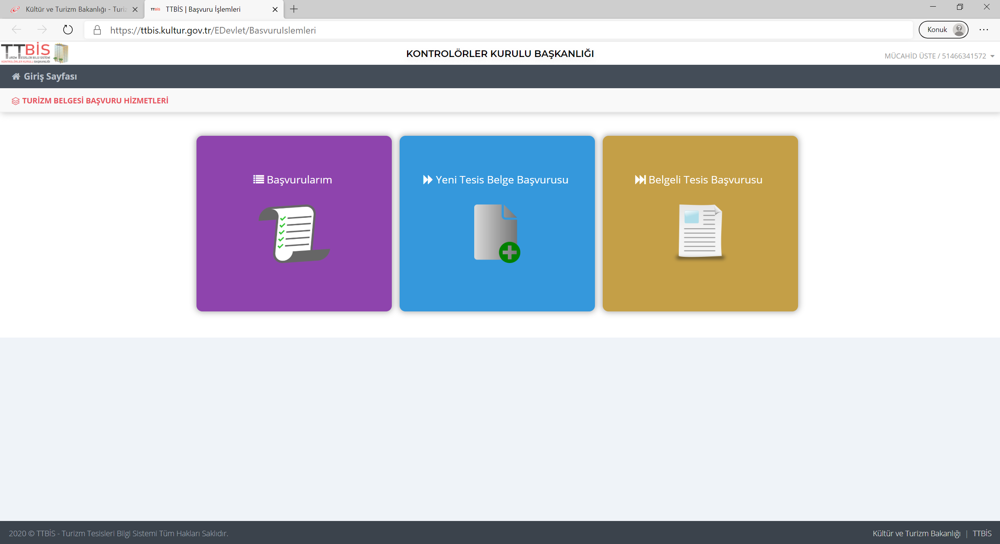 Kültür ve Turizm Bakanlığı - Turiz
TTBİS | Başvuru İşlemleri
https://ttbis.kultur.gov.tr/EDevlet/BasvuruIslemleri
Konuk
TTBİS
TURİZM TESİSLERİ BİLGİ SİSTEMİ
KONTROLÖRLER KURULU BAŞKANLIĞI
KONTROLÖRLER KURULU BAŞKANLIĞI
MÜCAHİD ÜSTE / 51466341572
Giriş Sayfası
TURİZM BELGESİ BAŞVURU HİZMETLERİ
Başvurularım
Yeni Tesis Belge Başvurusu
Belgeli Tesis Başvurusu
2020 © TTBİS - Turizm Tesisleri Bilgi Sistemi Tüm Hakları Saklıdır.
Kültür ve Turizm Bakanlığı | TTBİS